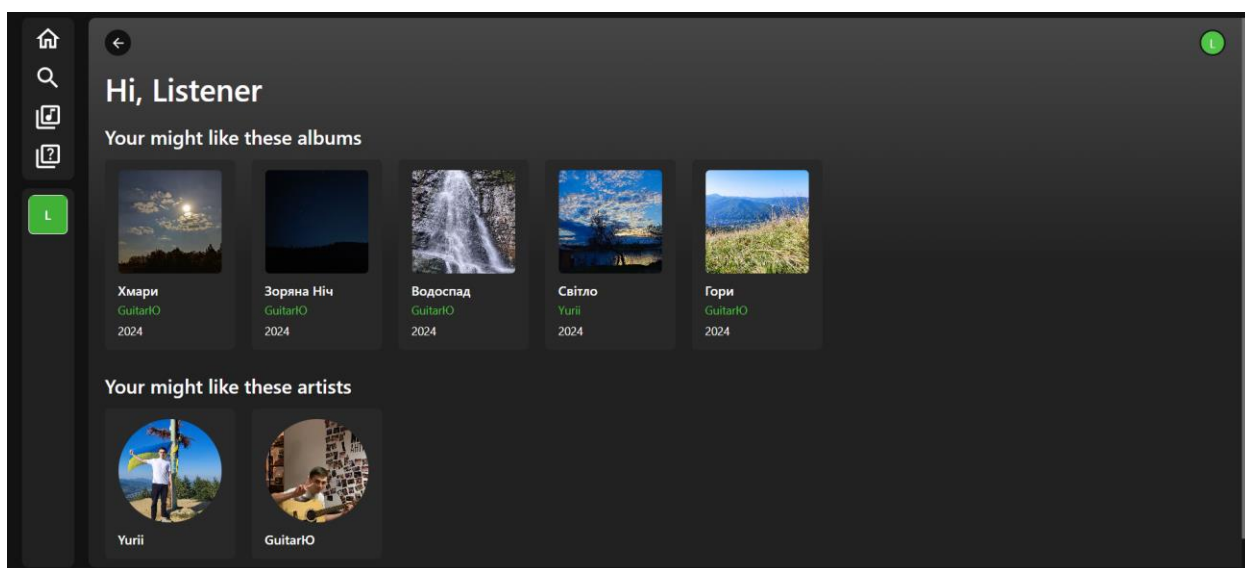 L
Hi, Listener
Your might like these albums
L
Хмари
GuitarЮ
2024
Зоряна Ніч
GuitarЮ
2024
Водоспад
GuitarЮ
2024
Світло
Yurii
2024
Гори
GuitarЮ
2024
Your might like these artists
Yurii
GuitarЮ